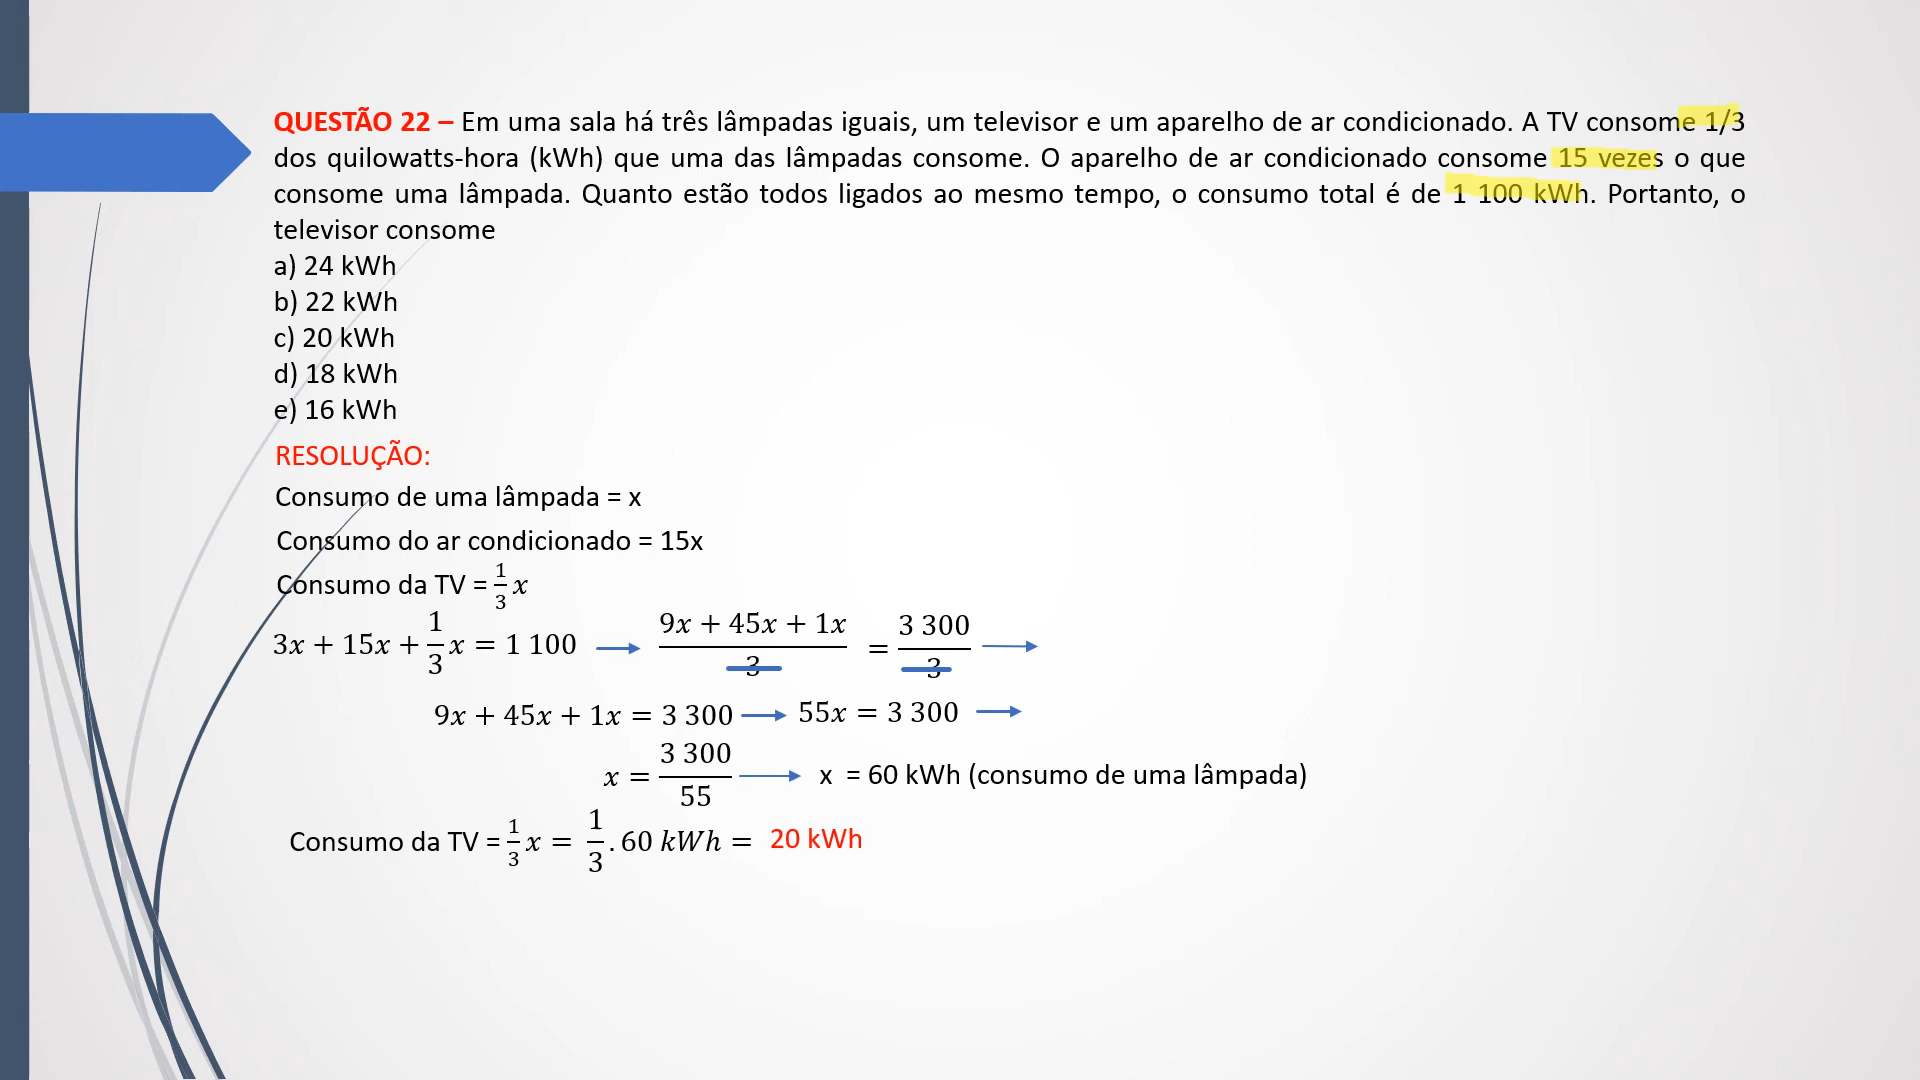 QUESTÃO 22 – Em uma sala há três lâmpadas iguais, um televisor e um aparelho de ar condicionado. A TV consome 1/3
dos quilowatts-hora (kWh) que uma das lâmpadas consome. O aparelho de ar condicionado consome 15 vezes o que
consome uma lâmpada. Quanto estão todos ligados ao mesmo tempo, o consumo total é de 1 100 kWh. Portanto, o
televisor consome
a) 24 kWh
b) 22 kWh
c) 20 kWh
d) 18 kWh
e) 16 kWh
RESOLUÇÃO:
Consumo de uma lâmpada = x
Consumo do ar condicionado = 15x
Consumo da TV = 1/3 x
3x + 15x + 1/3 x = 1 100 → (9x + 45x + 1x)/3 = 3 300/3 →
9x + 45x + 1x = 3 300 → 55x = 3 300 →
x = 3 300/55 → x = 60 kWh (consumo de uma lâmpada)
Consumo da TV = 1/3 x = 1/3 . 60 kWh = 20 kWh